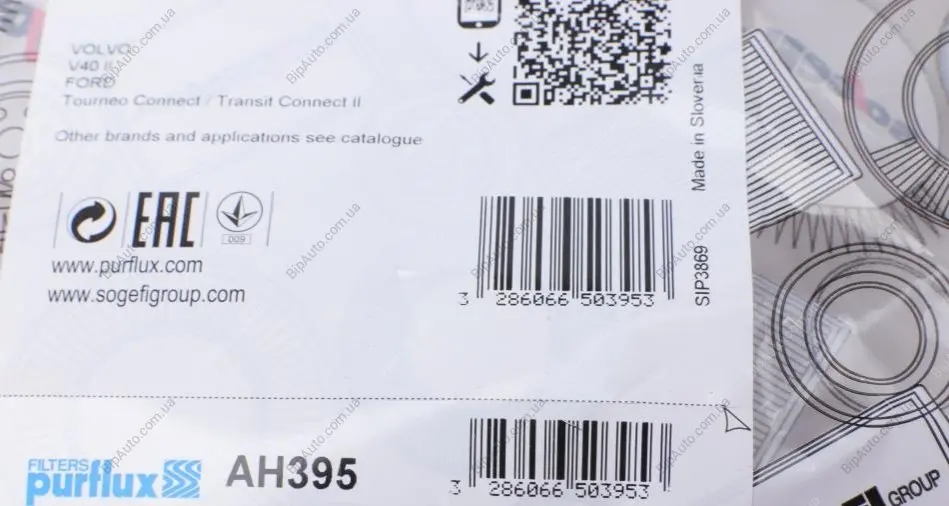 VOLVO
V40 II
FORD
Tourneo Connect / Transit Connect II
Other brands and applications see catalogue
Made in Slovenia
EAC
009
www.purflux.com
www.sogefigroup.com
3 286066 503953
SIP3869
FILTERS
purflux
AH395
3 286066 503953
GROUP
BipAuto.com.ua